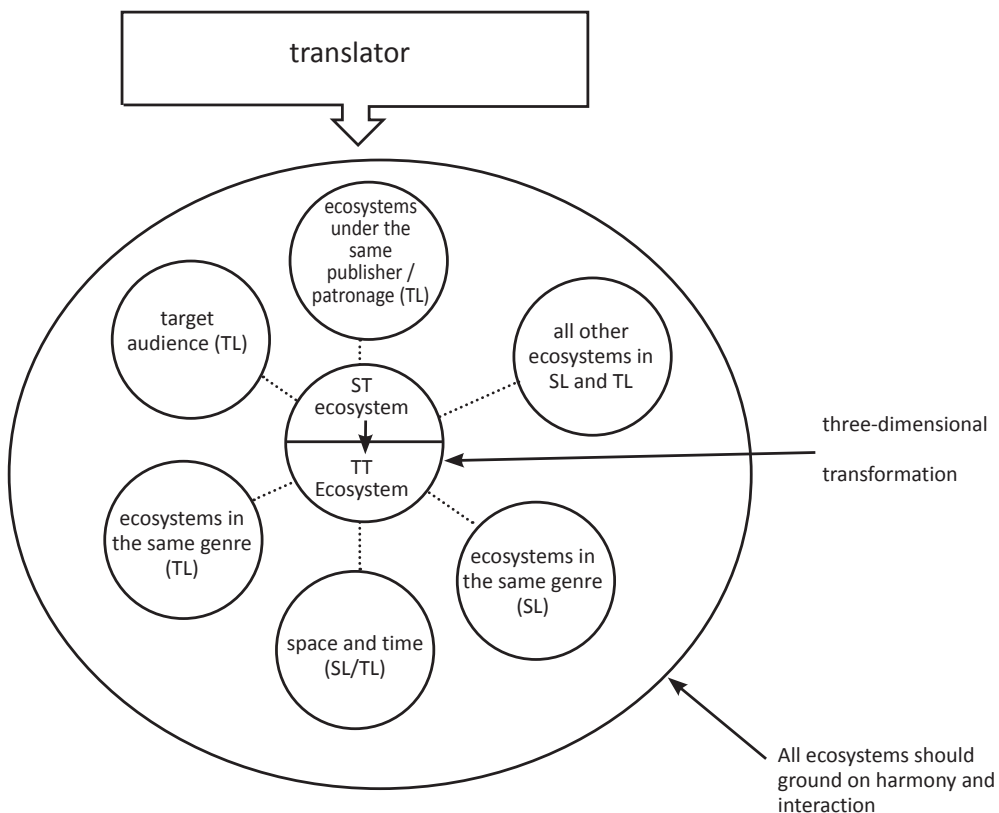 translator
ecosystems
under the
same
publisher /
patronage (TL)
target
audience (TL)
all other
ecosystems in
SL and TL
ST
ecosystem
TT
Ecosystem
three-dimensional
transformation
ecosystems in
the same genre
(TL)
ecosystems in
the same genre
(SL)
space and time
(SL/TL)
All ecosystems should
ground on harmony and
interaction